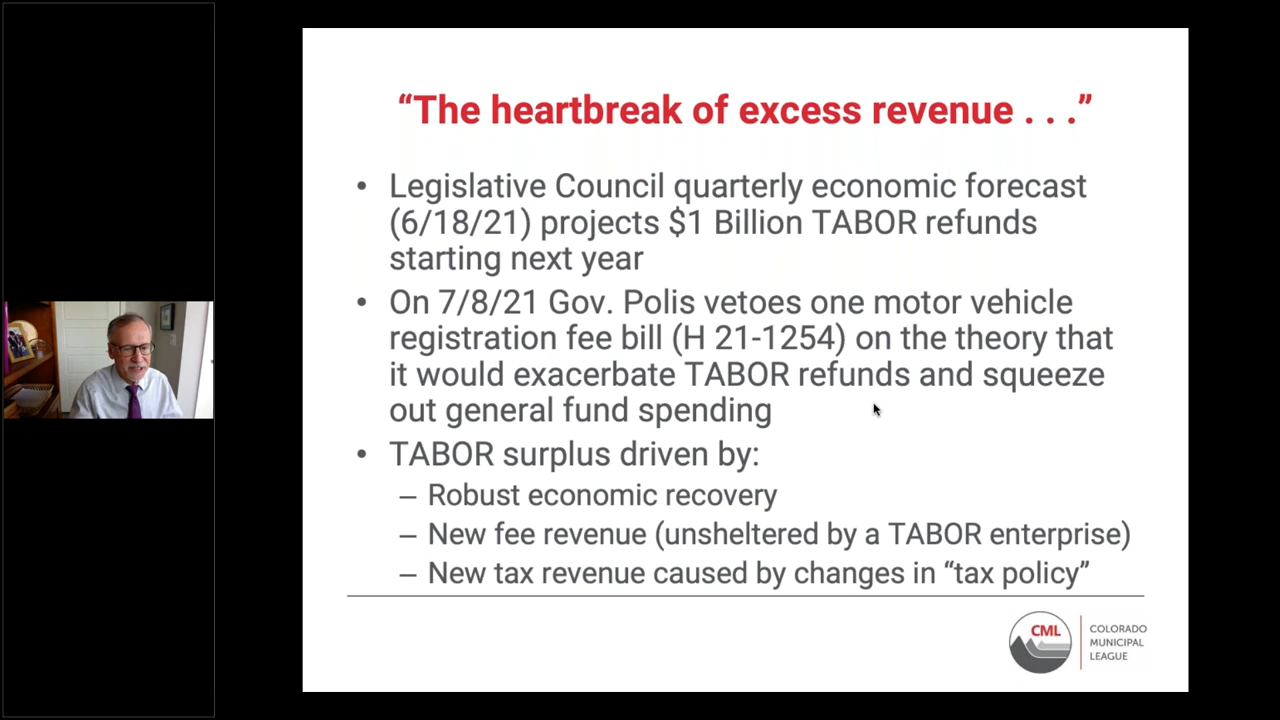 “The heartbreak of excess revenue . . .”
• Legislative Council quarterly economic forecast
(6/18/21) projects $1 Billion TABOR refunds
starting next year
• On 7/8/21 Gov. Polis vetoes one motor vehicle
registration fee bill (H 21-1254) on the theory that
it would exacerbate TABOR refunds and squeeze
out general fund spending
• TABOR surplus driven by:
– Robust economic recovery
– New fee revenue (unsheltered by a TABOR enterprise)
– New tax revenue caused by changes in “tax policy”
CML
COLORADO
MUNICIPAL
LEAGUE